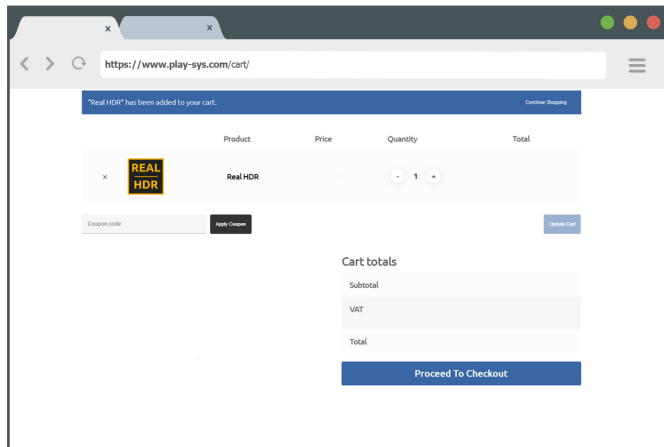 x x
https://www.play-sys.com/cart/
"Real HDR" has been added to your cart. Continue Shopping
Product Price Quantity Total
× REAL HDR Real HDR - 1 +
Coupon code Apply Coupon Update Cart
Cart totals
Subtotal
VAT
Total
Proceed To Checkout